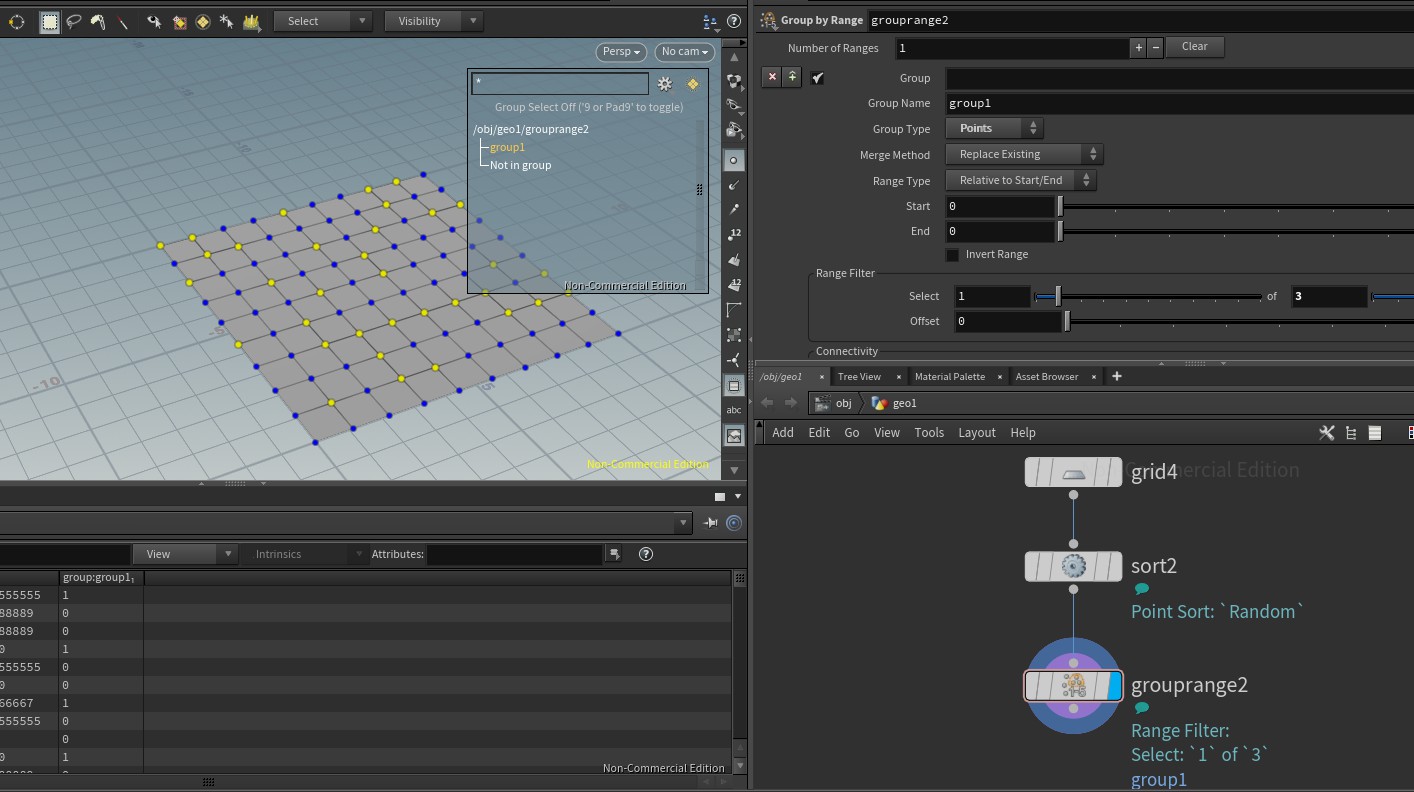 Select
Visibility
Persp
No cam
*
Group Select Off ('9 or Pad9' to toggle)
/obj/geo1/grouprange2
group1
Not in group
Non-Commercial Edition
-10
12
12
abc
Non-Commercial Edition
View
Intrinsics
Attributes:
group:group1₁
555555 1
88889 0
88889 0
0 1
555555 0
0 0
66667 1
555555 0
0
0 1
Non-Commercial Edition
Group by Range grouprange2
Number of Ranges 1 + − Clear
Group
Group Name group1
Group Type Points
Merge Method Replace Existing
Range Type Relative to Start/End
Start 0
End 0
Invert Range
Range Filter
Select 1 of 3
Offset 0
Connectivity
/obj/geo1 × Tree View × Material Palette × Asset Browser × +
obj geo1
Add Edit Go View Tools Layout Help
grid4
mercial Edition
sort2
Point Sort: `Random`
grouprange2
Range Filter:
Select: `1` of `3`
group1